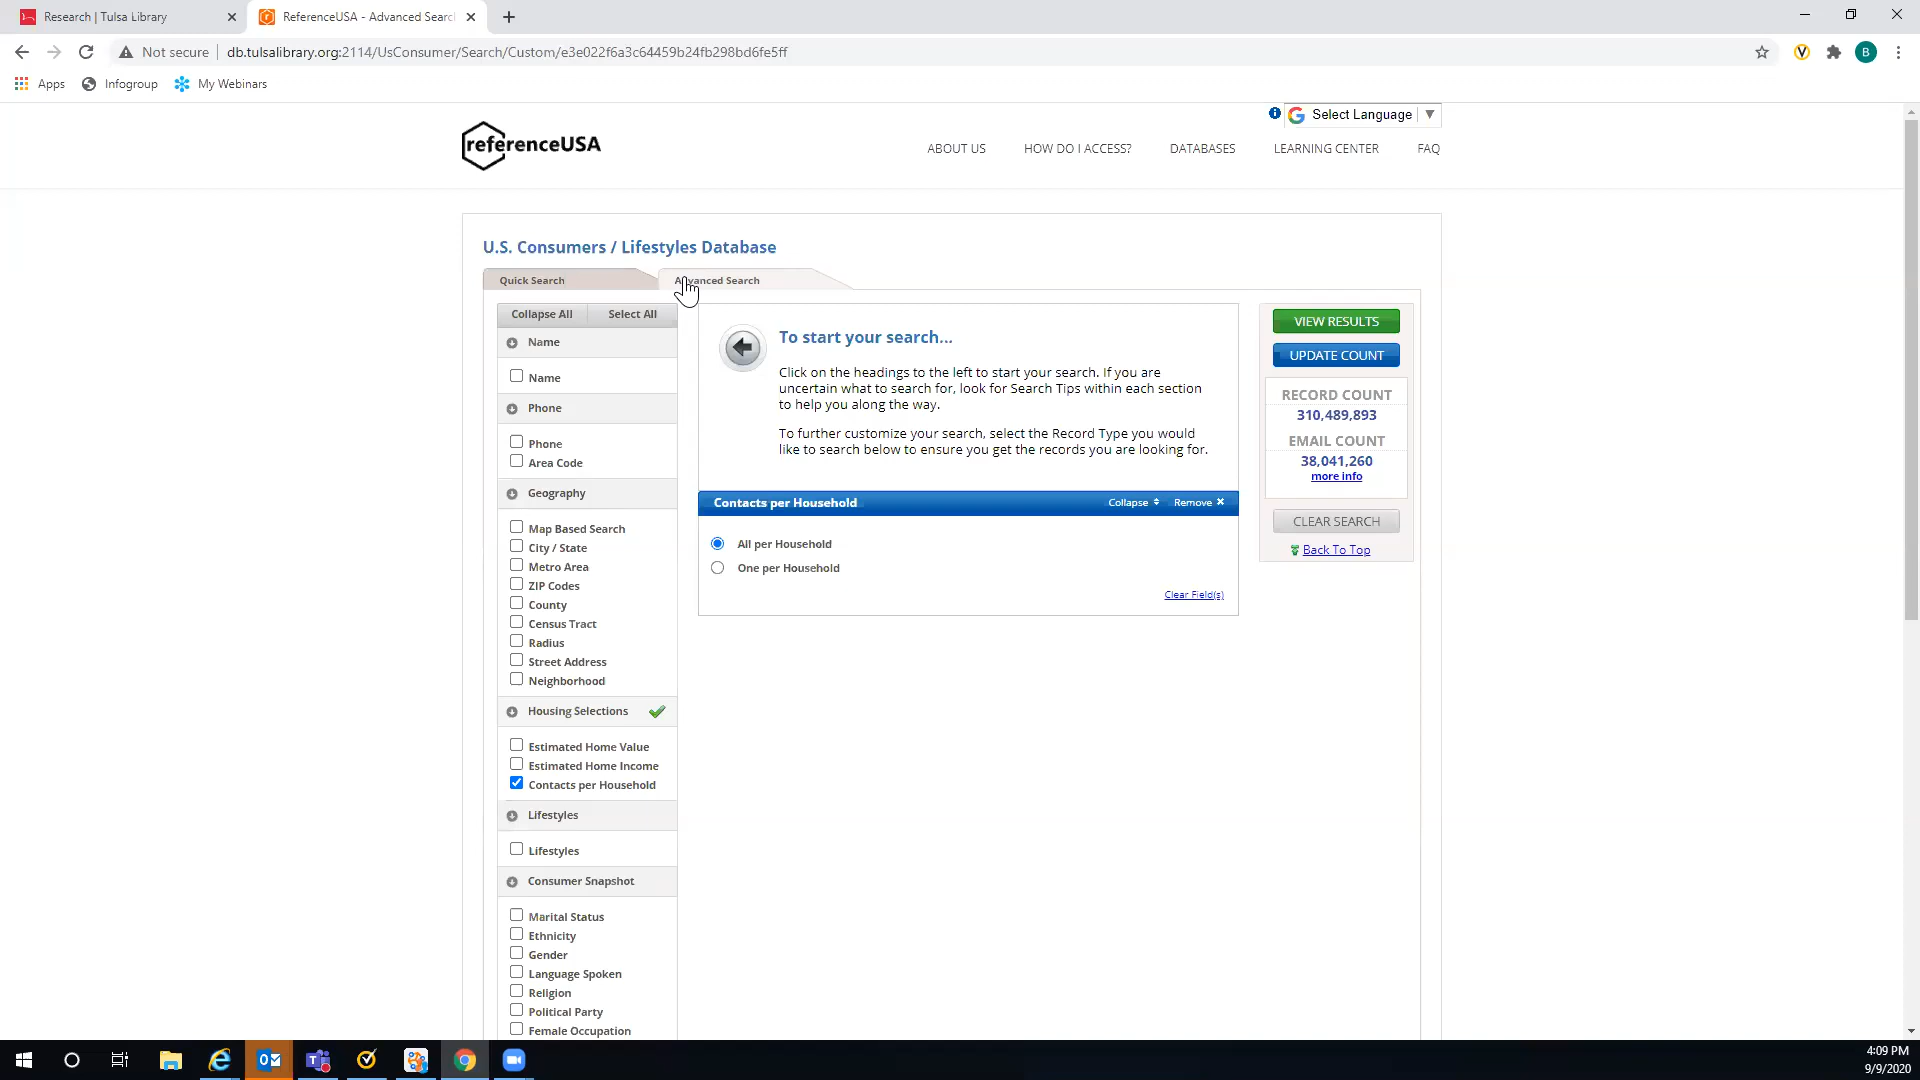 Research | Tulsa Library
ReferenceUSA - Advanced Searc
Not secure
db.tulsalibrary.org:2114/UsConsumer/Search/Custom/e3e022f6a3c64459b24fb298bd6fe5ff
B
Apps
Infogroup
My Webinars
Select Language
referenceUSA
ABOUT US
HOW DO I ACCESS?
DATABASES
LEARNING CENTER
FAQ
U.S. Consumers / Lifestyles Database
Quick Search
Advanced Search
Collapse All
Select All
Name
Name
Phone
Phone
Area Code
Geography
Map Based Search
City / State
Metro Area
ZIP Codes
County
Census Tract
Radius
Street Address
Neighborhood
Housing Selections
Estimated Home Value
Estimated Home Income
Contacts per Household
Lifestyles
Lifestyles
Consumer Snapshot
Marital Status
Ethnicity
Gender
Language Spoken
Religion
Political Party
Female Occupation
To start your search...
Click on the headings to the left to start your search. If you are
uncertain what to search for, look for Search Tips within each section
to help you along the way.
To further customize your search, select the Record Type you would
like to search below to ensure you get the records you are looking for.
Contacts per Household
Collapse
Remove
All per Household
One per Household
Clear Field(s)
VIEW RESULTS
UPDATE COUNT
RECORD COUNT
310,489,893
EMAIL COUNT
38,041,260
more info
CLEAR SEARCH
Back To Top
4:09 PM
9/9/2020